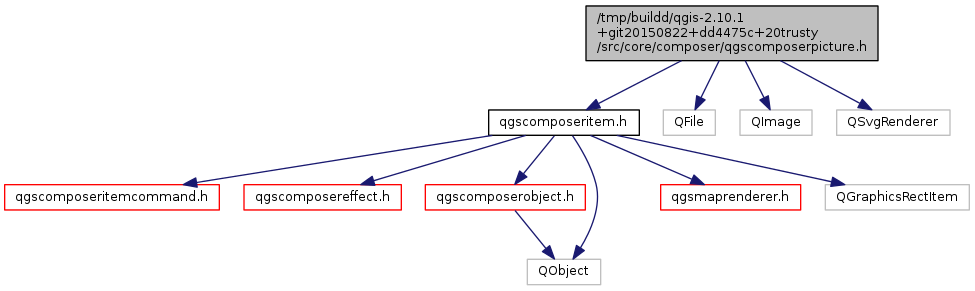 /tmp/buildd/qgis-2.10.1
+git20150822+dd4475c+20trusty
/src/core/composer/qgscomposerpicture.h
qgscomposeritem.h
QFile
QImage
QSvgRenderer
qgscomposeritemcommand.h
qgscomposereffect.h
qgscomposerobject.h
qgsmaprenderer.h
QGraphicsRectItem
QObject